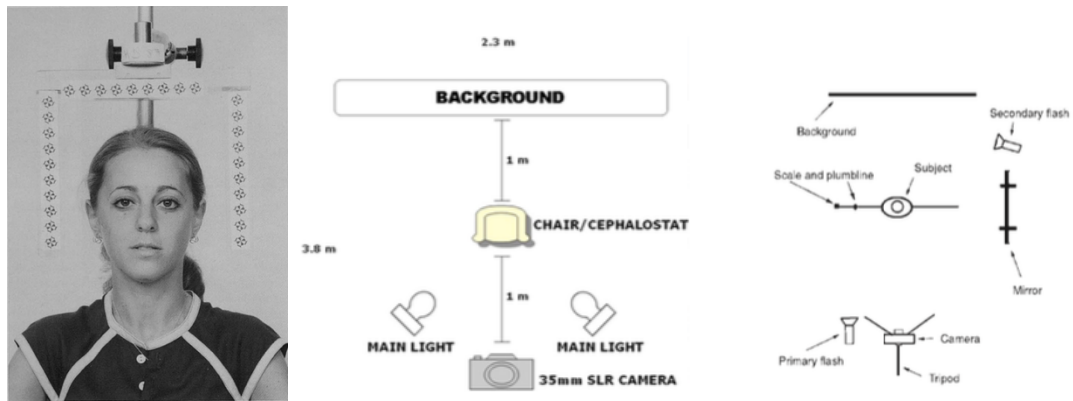 2.3 m
BACKGROUND
1 m
CHAIR/CEPHALOSTAT
3.8 m
1 m
MAIN LIGHT
MAIN LIGHT
35mm SLR CAMERA
Secondary flash
Background
Scale and plumbline
Subject
Mirror
Primary flash
Camera
Tripod